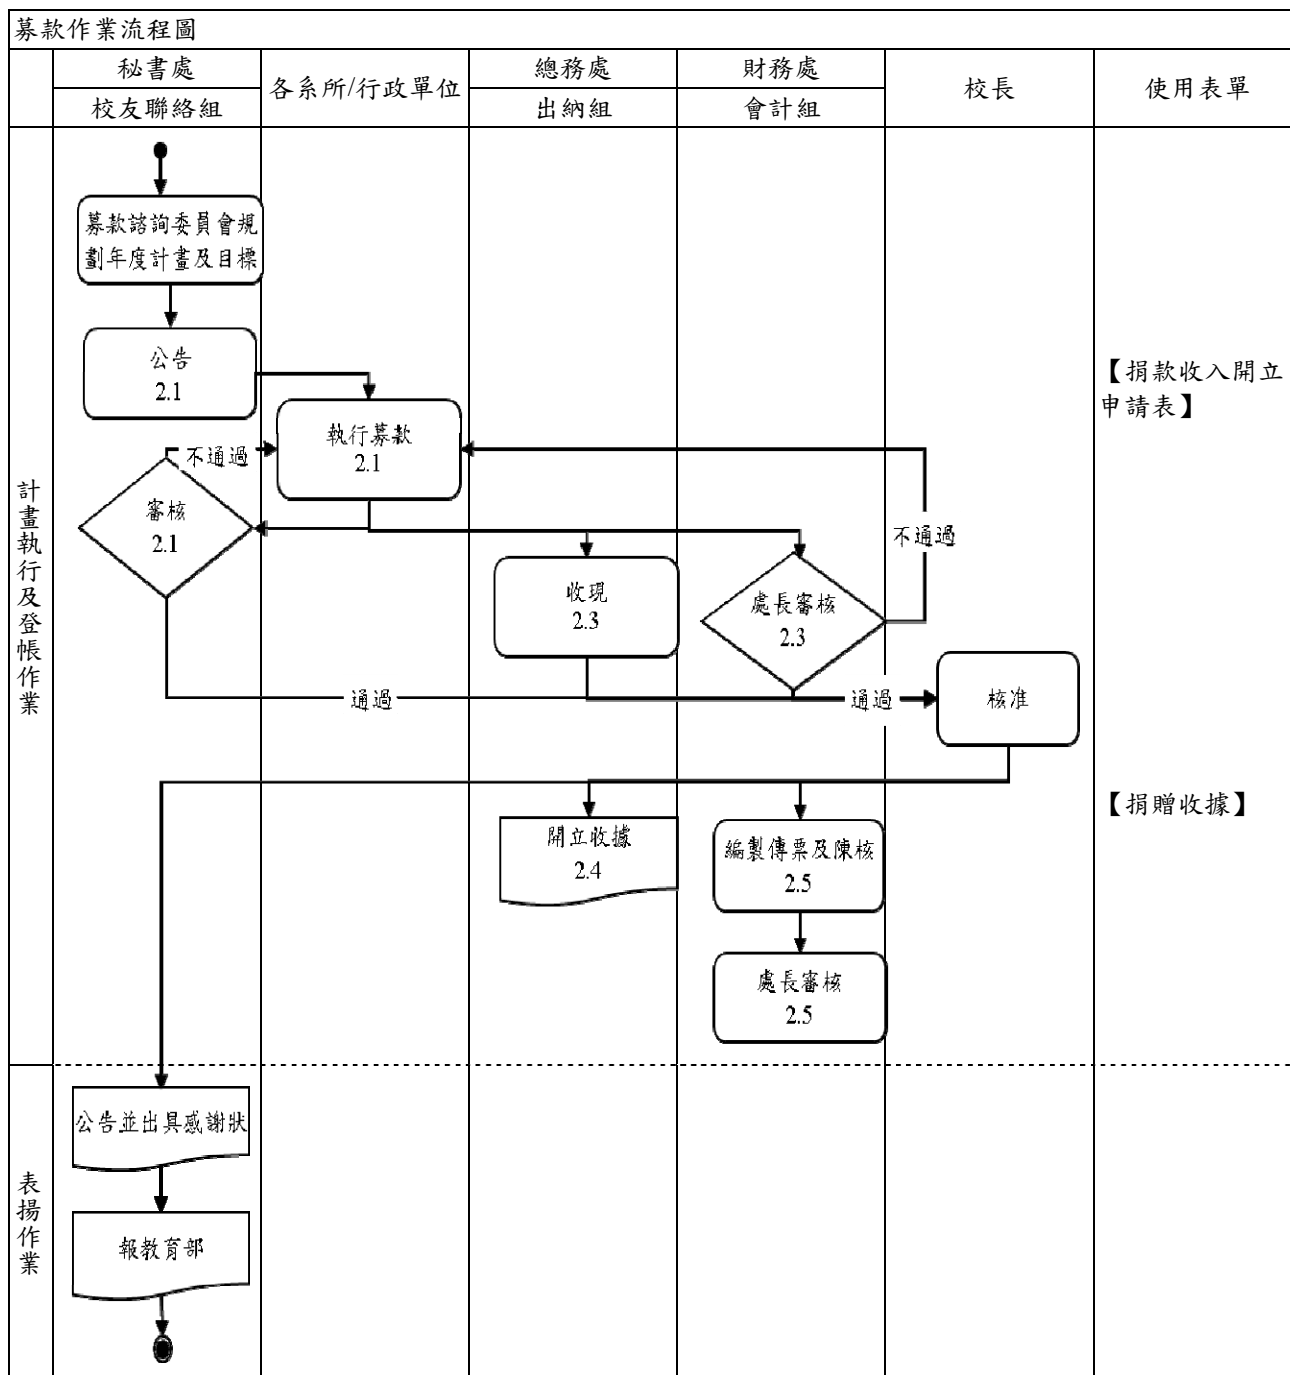 募款作業流程圖
秘書處
校友聯絡組
各系所/行政單位
總務處
出納組
財務處
會計組
校長
使用表單
計畫執行及登帳作業
募款諮詢委員會規
劃年度計畫及目標
公告
2.1
【捐款收入開立
申請表】
執行募款
2.1
不通過
審核
2.1
不通過
收現
2.3
處長審核
2.3
通過
通過
核准
【捐贈收據】
開立收據
2.4
編製傳票及陳核
2.5
處長審核
2.5
表揚作業
公告並出具感謝狀
報教育部